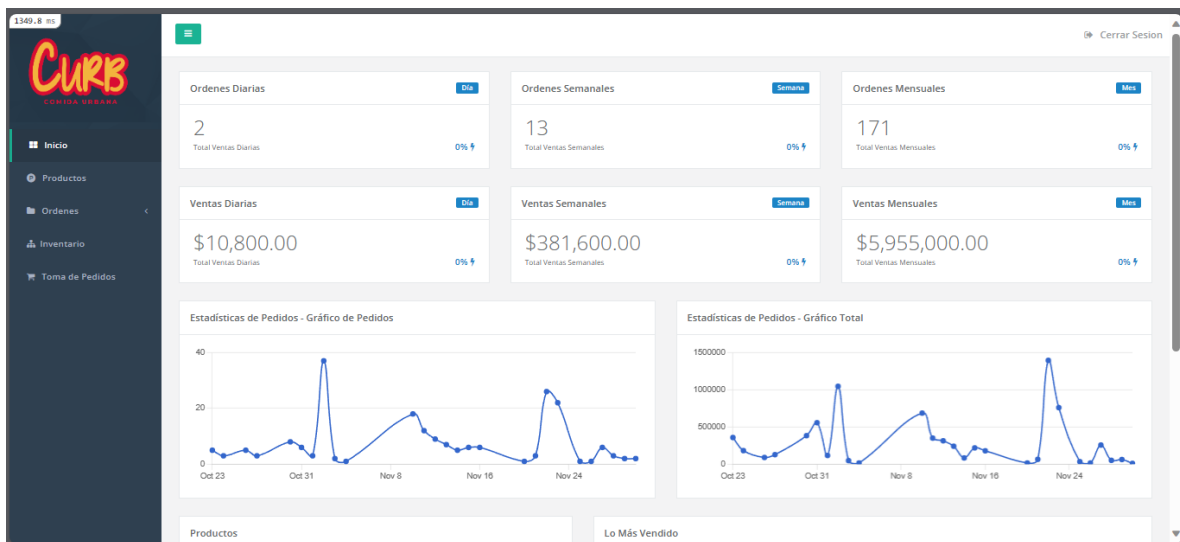 1349.8 ms
CURB
COMIDA URBANA
Inicio
Productos
Ordenes
Inventario
Toma de Pedidos
Cerrar Sesion
Ordenes Diarias Día
2
Total Ventas Diarias 0%
Ordenes Semanales Semana
13
Total Ventas Semanales 0%
Ordenes Mensuales Mes
171
Total Ventas Mensuales 0%
Ventas Diarias Día
$10,800.00
Total Ventas Diarias 0%
Ventas Semanales Semana
$381,600.00
Total Ventas Semanales 0%
Ventas Mensuales Mes
$5,955,000.00
Total Ventas Mensuales 0%
Estadísticas de Pedidos - Gráfico de Pedidos
40
20
0
Oct 23 Oct 31 Nov 8 Nov 16 Nov 24
Estadísticas de Pedidos - Gráfico Total
1500000
1000000
500000
0
Oct 23 Oct 31 Nov 8 Nov 16 Nov 24
Productos
Lo Más Vendido